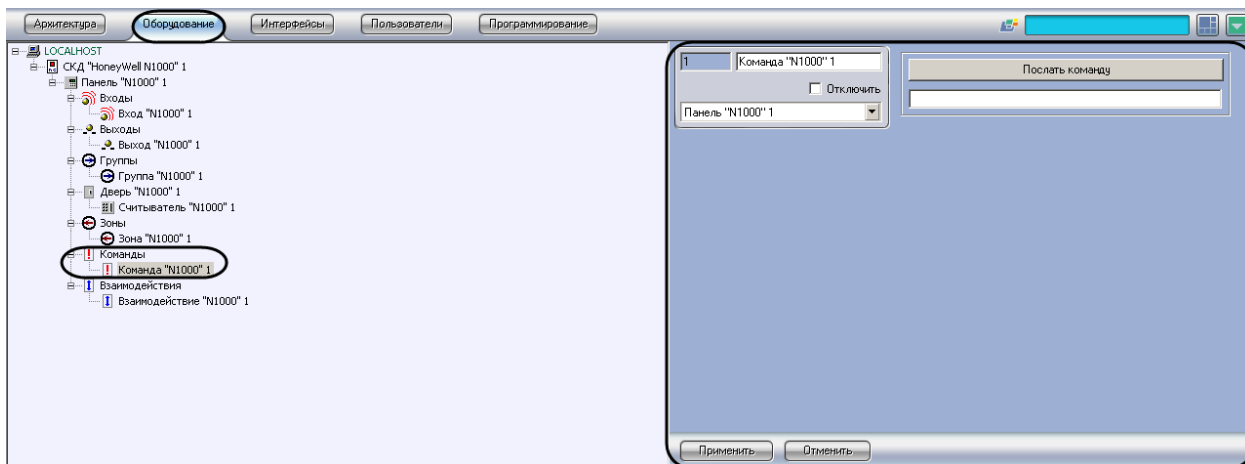 Архитектура Оборудование Интерфейсы Пользователи Программирование
LOCALHOST
СКД "HoneyWell N1000" 1
Панель "N1000" 1
Входы
Вход "N1000" 1
Выходы
Выход "N1000" 1
Группы
Группа "N1000" 1
Дверь "N1000" 1
Считыватель "N1000" 1
Зоны
Зона "N1000" 1
Команды
Команда "N1000" 1
Взаимодействия
Взаимодействие "N1000" 1
1 Команда "N1000" 1
Отключить
Панель "N1000" 1
Послать команду
Применить Отменить